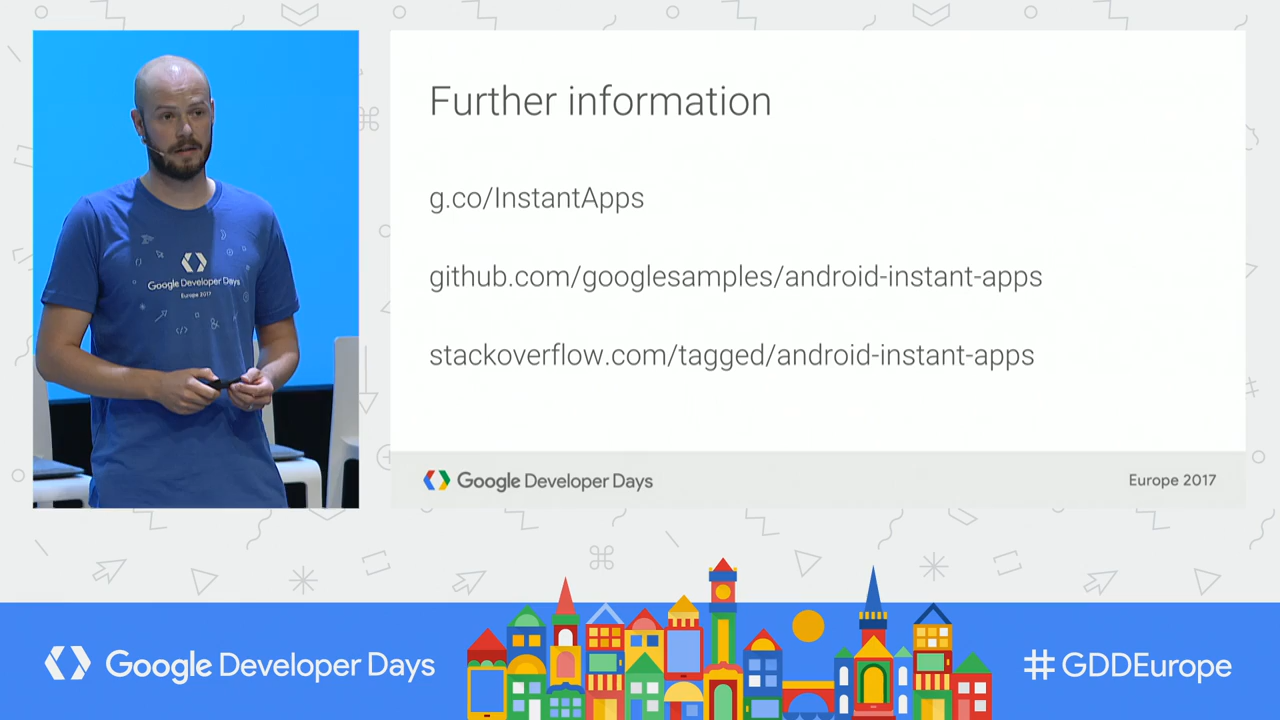 Google Developer Days
Europe 2017
Further information
g.co/InstantApps
github.com/googlesamples/android-instant-apps
stackoverflow.com/tagged/android-instant-apps
Google Developer Days
Europe 2017
Google Developer Days
#GDDEurope